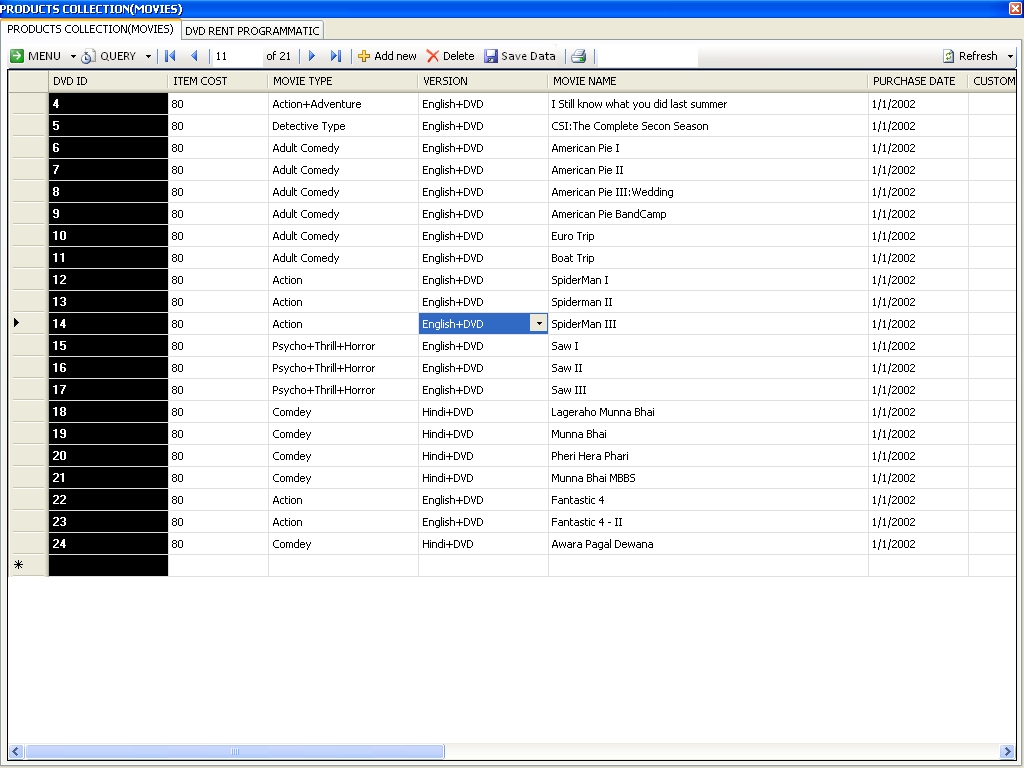 PRODUCTS COLLECTION(MOVIES)
PRODUCTS COLLECTION(MOVIES) DVD RENT PROGRAMMATIC
MENU QUERY 11 of 21 Add new Delete Save Data Refresh
DVD ID ITEM COST MOVIE TYPE VERSION MOVIE NAME PURCHASE DATE CUSTOM
4 80 Action+Adventure English+DVD I Still know what you did last summer 1/1/2002
5 80 Detective Type English+DVD CSI:The Complete Secon Season 1/1/2002
6 80 Adult Comedy English+DVD American Pie I 1/1/2002
7 80 Adult Comedy English+DVD American Pie II 1/1/2002
8 80 Adult Comedy English+DVD American Pie III:Wedding 1/1/2002
9 80 Adult Comedy English+DVD American Pie BandCamp 1/1/2002
10 80 Adult Comedy English+DVD Euro Trip 1/1/2002
11 80 Adult Comedy English+DVD Boat Trip 1/1/2002
12 80 Action English+DVD SpiderMan I 1/1/2002
13 80 Action English+DVD Spiderman II 1/1/2002
14 80 Action English+DVD SpiderMan III 1/1/2002
15 80 Psycho+Thrill+Horror English+DVD Saw I 1/1/2002
16 80 Psycho+Thrill+Horror English+DVD Saw II 1/1/2002
17 80 Psycho+Thrill+Horror English+DVD Saw III 1/1/2002
18 80 Comdey Hindi+DVD Lageraho Munna Bhai 1/1/2002
19 80 Comdey Hindi+DVD Munna Bhai 1/1/2002
20 80 Comdey Hindi+DVD Pheri Hera Phari 1/1/2002
21 80 Comdey Hindi+DVD Munna Bhai MBBS 1/1/2002
22 80 Action English+DVD Fantastic 4 1/1/2002
23 80 Action English+DVD Fantastic 4 - II 1/1/2002
24 80 Comdey Hindi+DVD Awara Pagal Dewana 1/1/2002